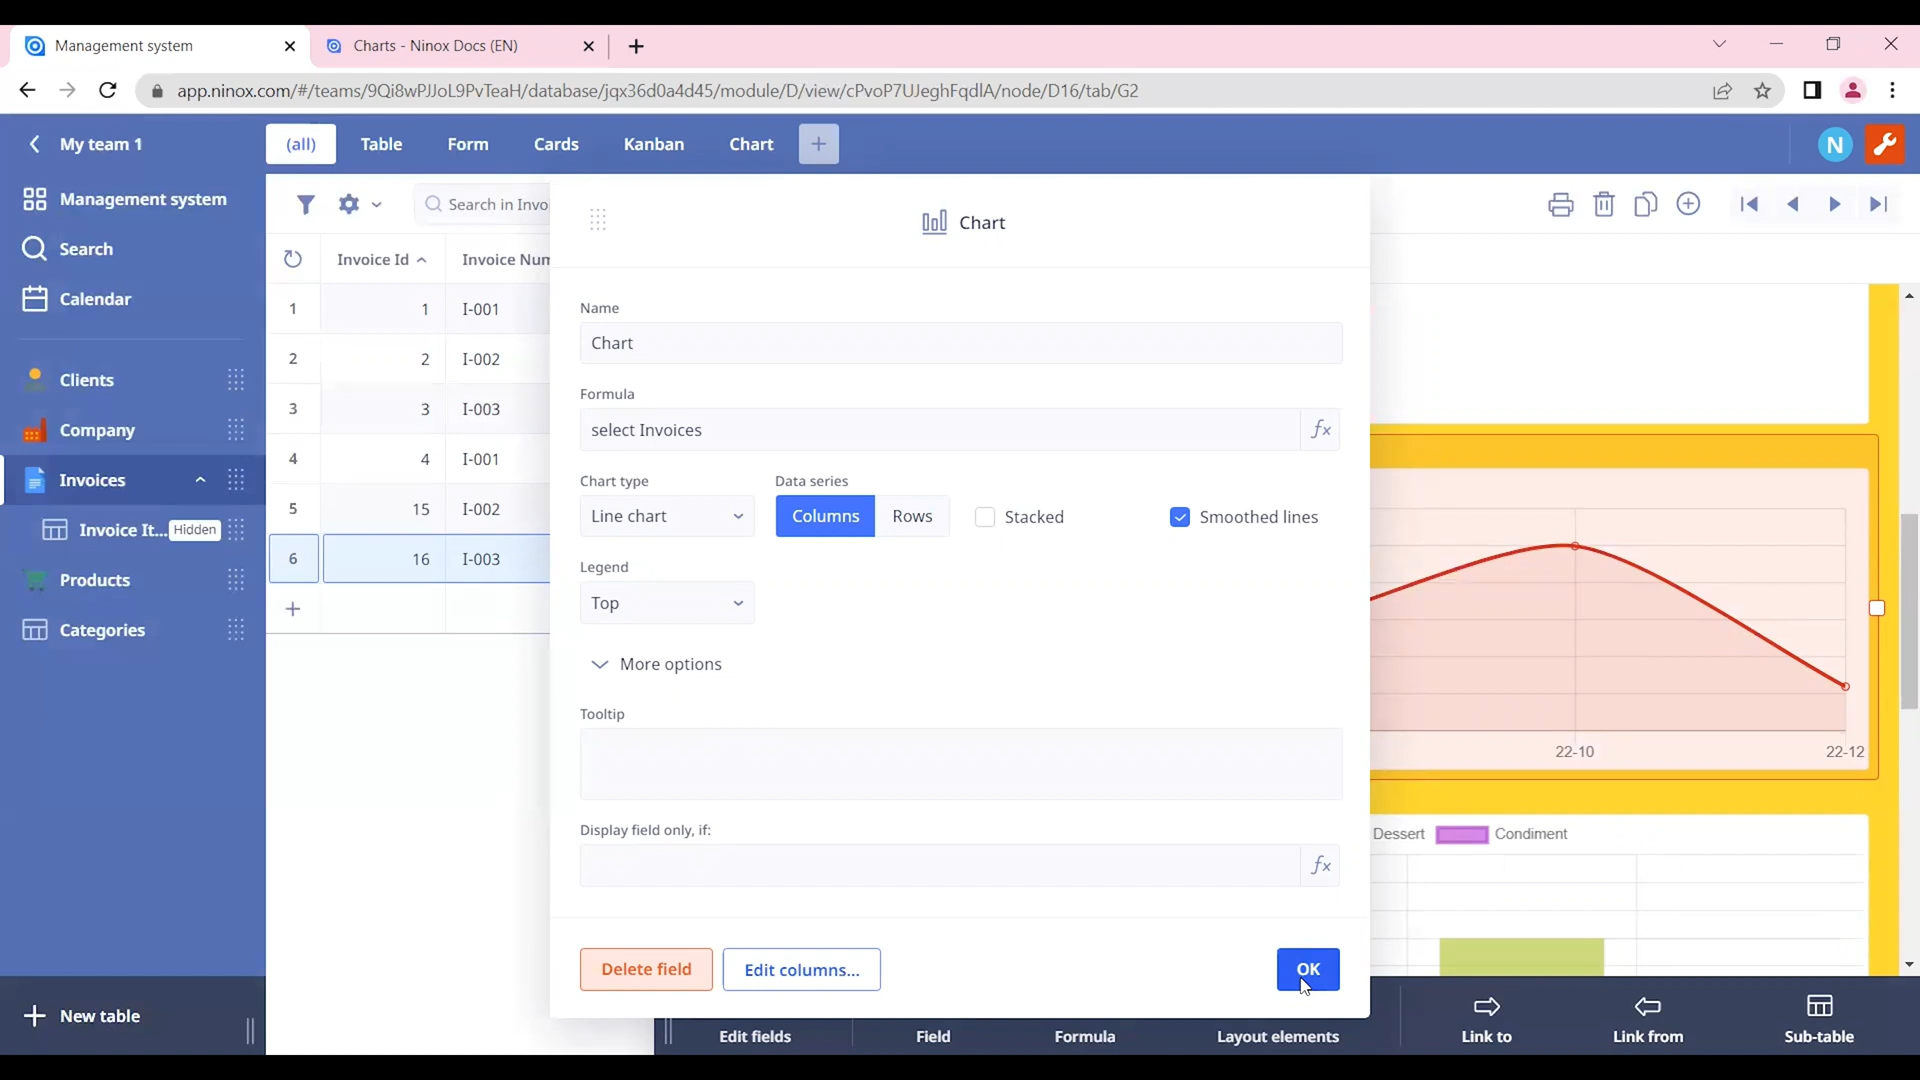 Management system
Charts - Ninox Docs (EN)
app.ninox.com/#/teams/9Qi8wPJJoL9PvTeaH/database/jqx36d0a4d45/module/D/view/cPvoP7UJeghFqdlA/node/D16/tab/G2
My team 1
(all) Table Form Cards Kanban Chart
N
Management system
Search in Invo
Chart
Search
Invoice Id Invoice Num
Calendar
1 1 I-001
Name
Chart
2 2 I-002
Clients
Formula
3 3 I-003
Company
select Invoices fx
4 4 I-001
Invoices
Chart type Data series
5 15 I-002
Line chart Columns Rows Stacked Smoothed lines
Invoice It... Hidden
6 16 I-003
Legend
Products
Top
Categories
More options
Tooltip
22-10 22-12
Display field only, if:
Dessert Condiment
fx
Delete field Edit columns... OK
New table
Edit fields Field Formula Layout elements Link to Link from Sub-table